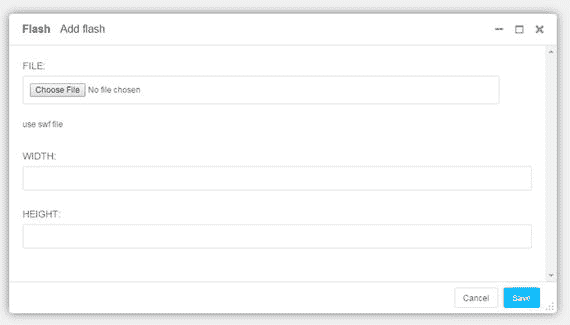 Flash Add flash
FILE:
Choose File No file chosen
use swf file
WIDTH:
HEIGHT:
Cancel Save